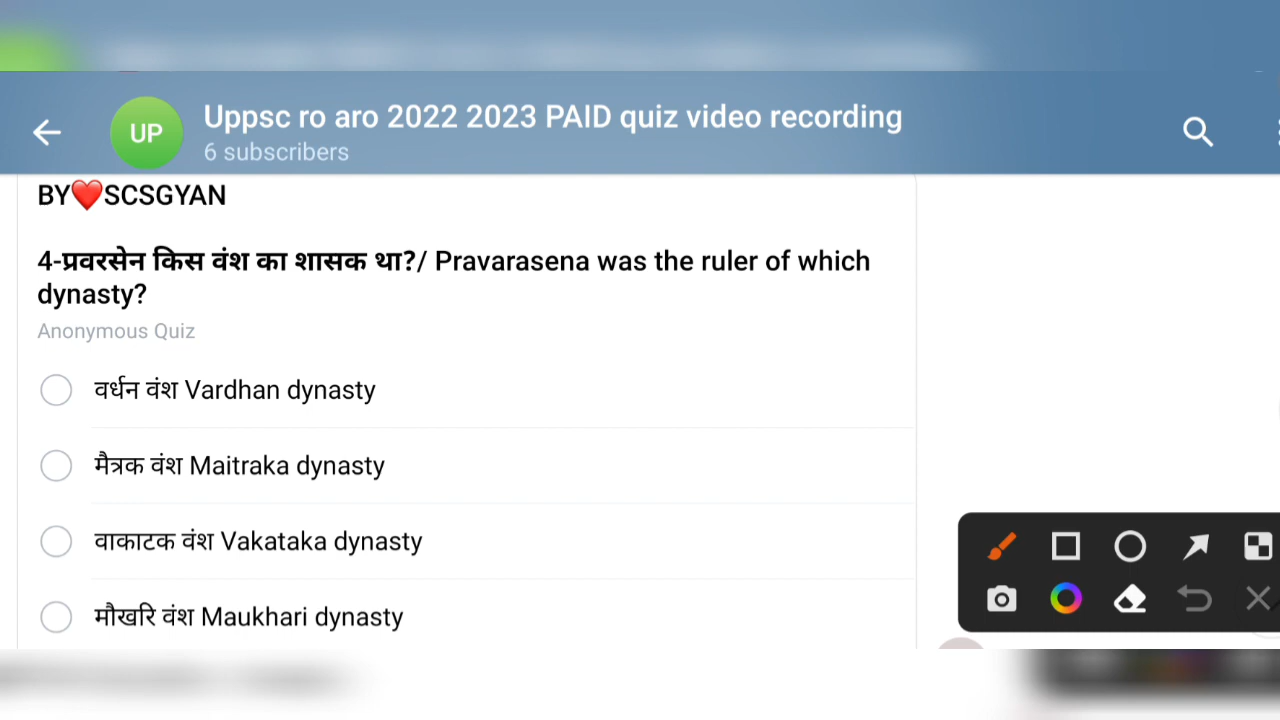 UP
Uppsc ro aro 2022 2023 PAID quiz video recording
6 subscribers
BY❤️SCSGYAN
4-प्रवरसेन किस वंश का शासक था?/ Pravarasena was the ruler of which
dynasty?
Anonymous Quiz
वर्धन वंश Vardhan dynasty
मैत्रक वंश Maitraka dynasty
वाकाटक वंश Vakataka dynasty
मौखरि वंश Maukhari dynasty